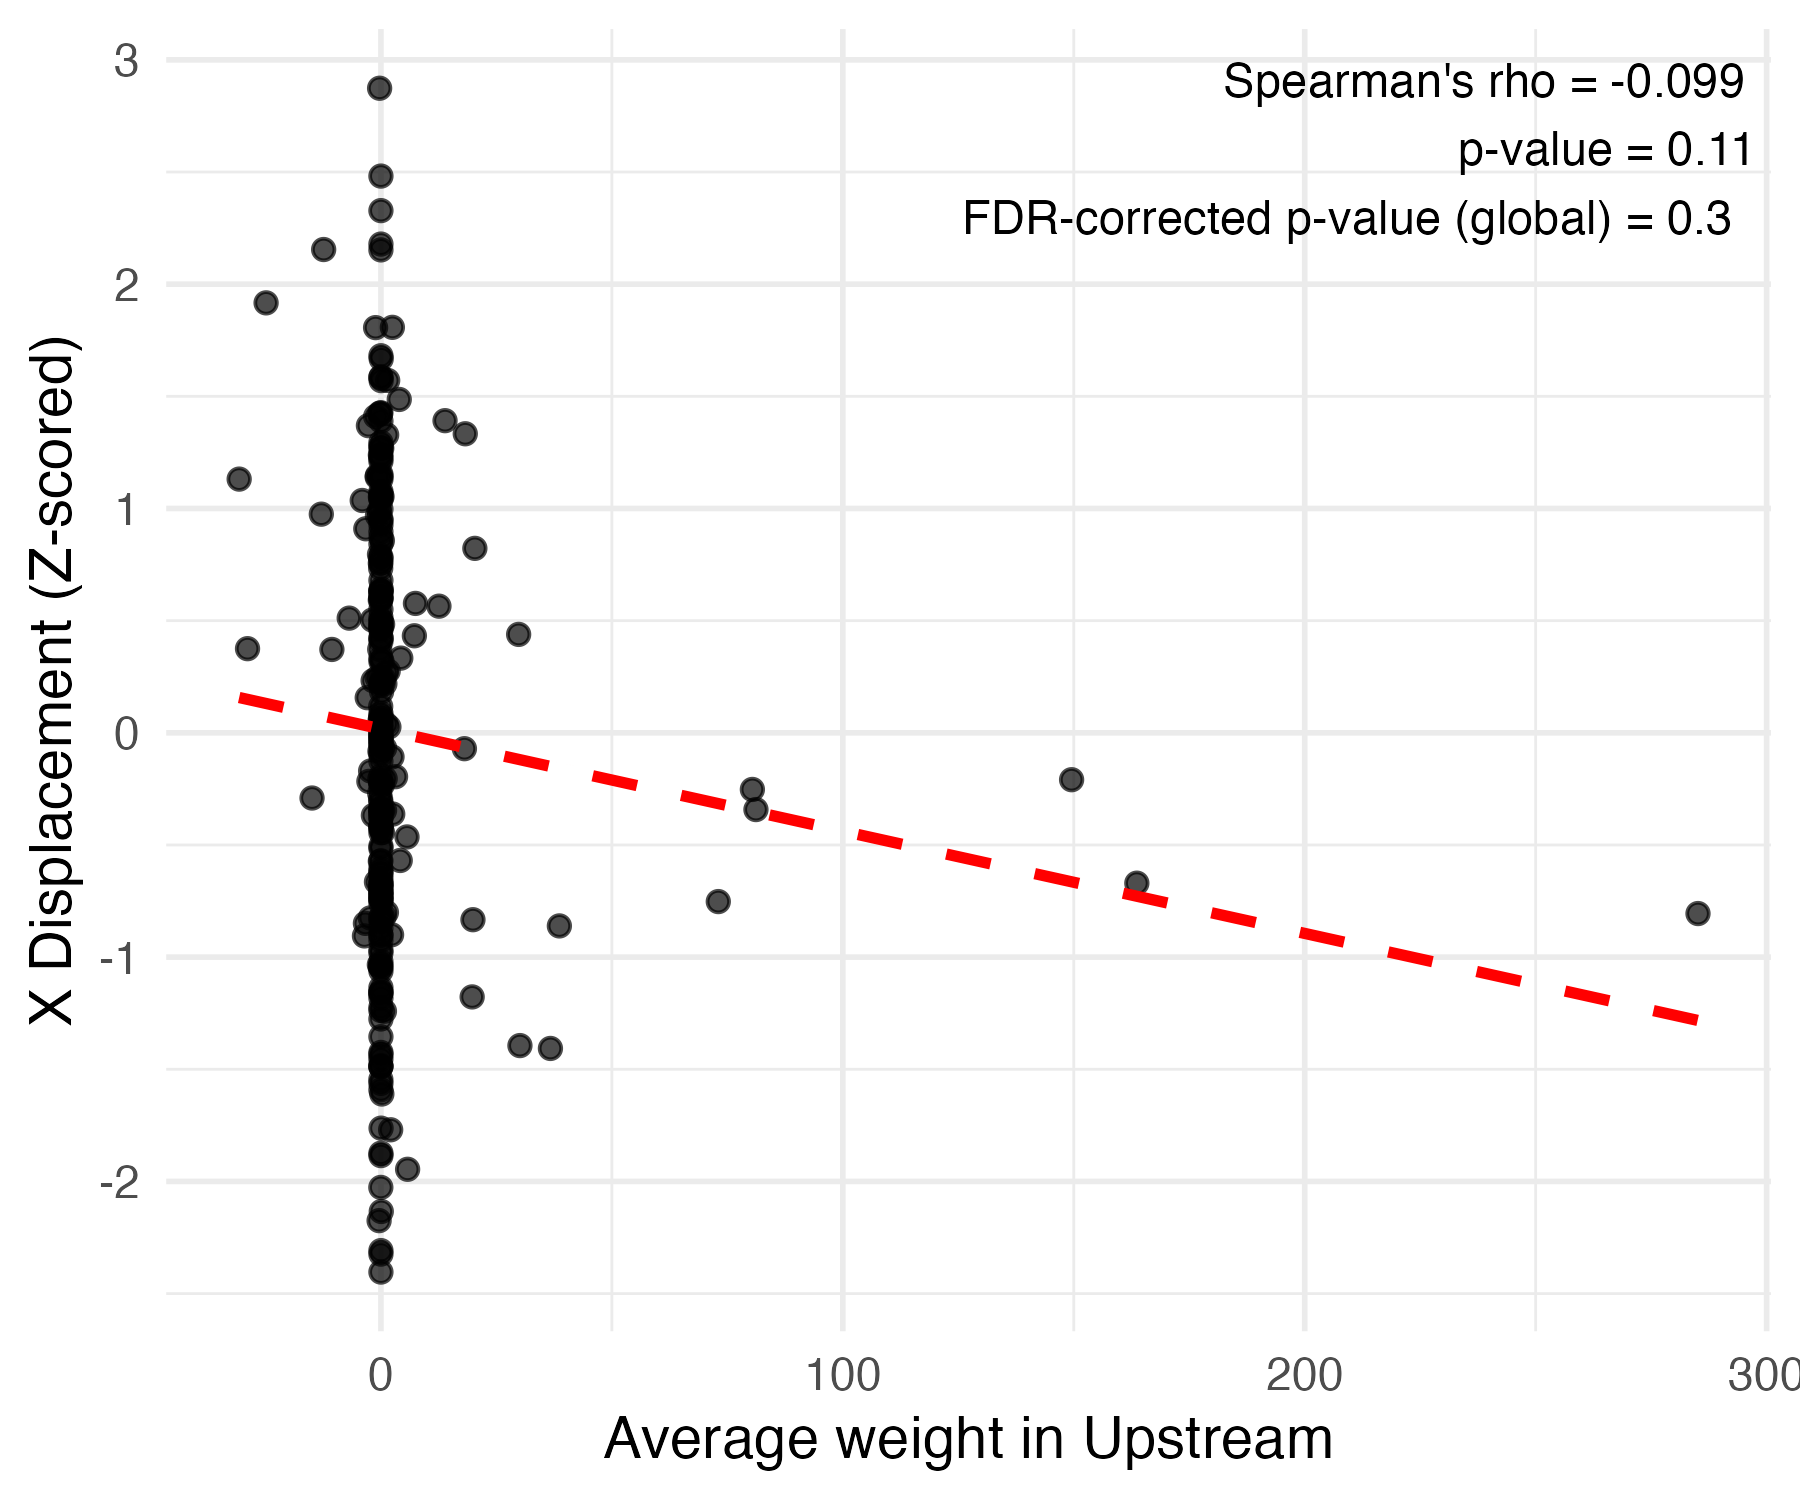 Spearman's rho = -0.099
p-value = 0.11
FDR-corrected p-value (global) = 0.3
3
2
1
0
-1
-2
X Displacement (Z-scored)
0 100 200 300
Average weight in Upstream